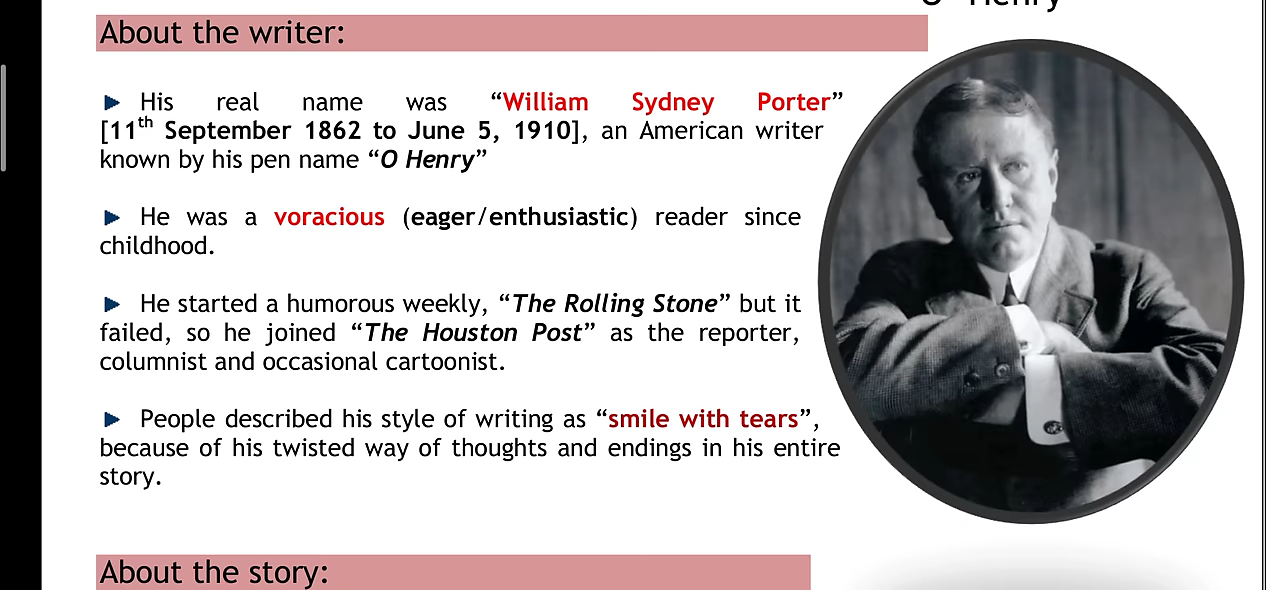 O Henry
About the writer:
► His real name was “William Sydney Porter”
[11th September 1862 to June 5, 1910], an American writer
known by his pen name “O Henry”
► He was a voracious (eager/enthusiastic) reader since
childhood.
► He started a humorous weekly, “The Rolling Stone” but it
failed, so he joined “The Houston Post” as the reporter,
columnist and occasional cartoonist.
► People described his style of writing as “smile with tears”,
because of his twisted way of thoughts and endings in his entire
story.
About the story: